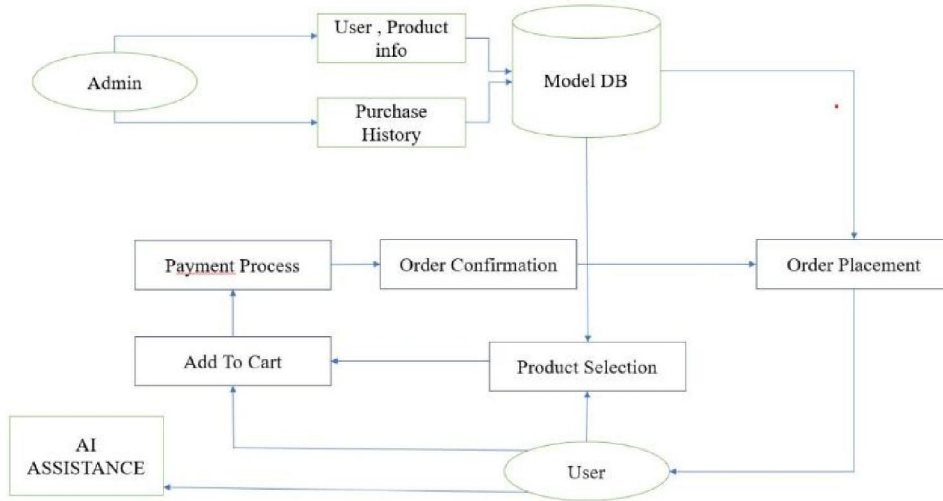 User , Product
info
Admin
Model DB
Purchase
History
Payment Process
Order Confirmation
Order Placement
Add To Cart
Product Selection
AI
ASSISTANCE
User